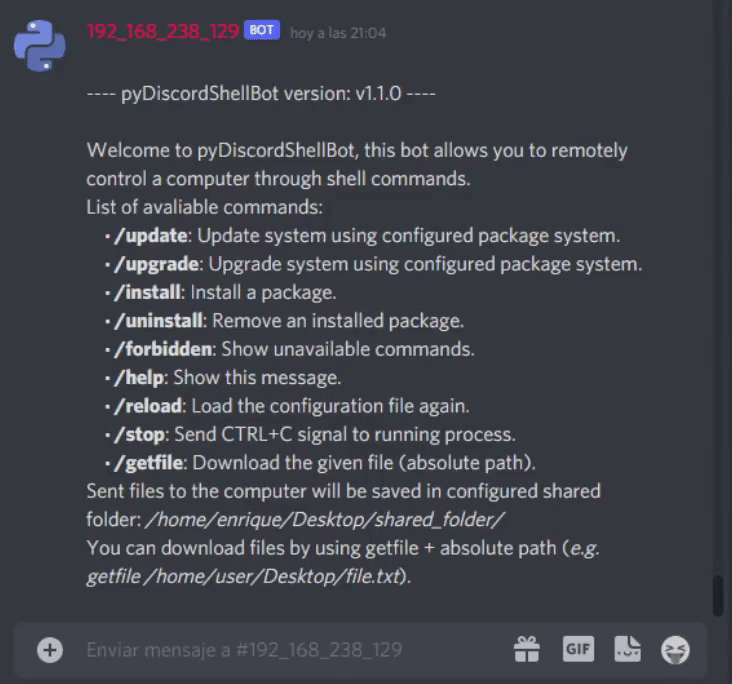 192_168_238_129 BOT hoy a las 21:04
---- pyDiscordShellBot version: v1.1.0 ----
Welcome to pyDiscordShellBot, this bot allows you to remotely
control a computer through shell commands.
List of avaliable commands:
• /update: Update system using configured package system.
• /upgrade: Upgrade system using configured package system.
• /install: Install a package.
• /uninstall: Remove an installed package.
• /forbidden: Show unavailable commands.
• /help: Show this message.
• /reload: Load the configuration file again.
• /stop: Send CTRL+C signal to running process.
• /getfile: Download the given file (absolute path).
Sent files to the computer will be saved in configured shared
folder: /home/enrique/Desktop/shared_folder/
You can download files by using getfile + absolute path (e.g.
getfile /home/user/Desktop/file.txt).
Enviar mensaje a #192_168_238_129 GIF